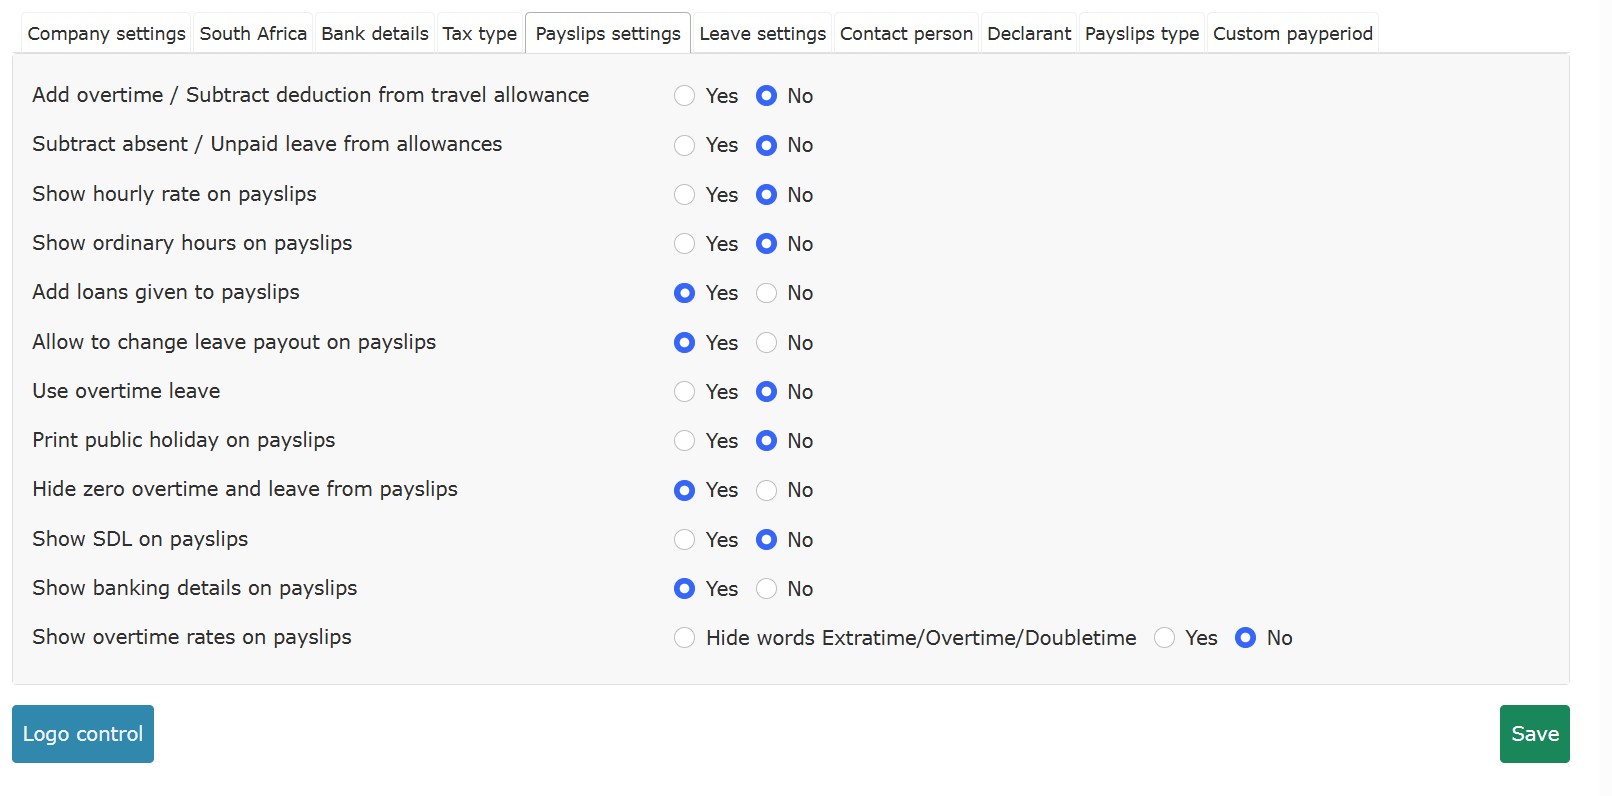 Company settings South Africa Bank details Tax type Payslips settings Leave settings Contact person Declarant Payslips type Custom payperiod
Add overtime / Subtract deduction from travel allowance Yes No
Subtract absent / Unpaid leave from allowances Yes No
Show hourly rate on payslips Yes No
Show ordinary hours on payslips Yes No
Add loans given to payslips Yes No
Allow to change leave payout on payslips Yes No
Use overtime leave Yes No
Print public holiday on payslips Yes No
Hide zero overtime and leave from payslips Yes No
Show SDL on payslips Yes No
Show banking details on payslips Yes No
Show overtime rates on payslips Hide words Extratime/Overtime/Doubletime Yes No
Logo control Save